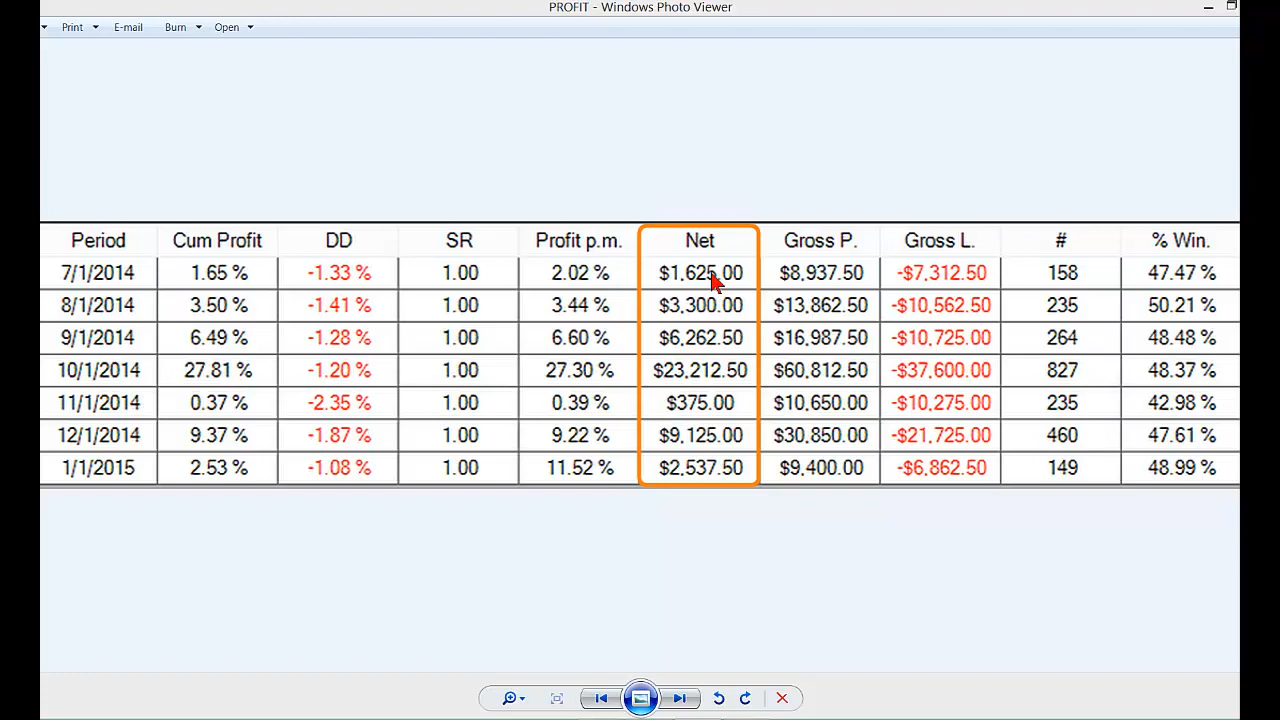 PROFIT - Windows Photo Viewer
Print E-mail Burn Open
Period Cum Profit DD SR Profit p.m. Net Gross P. Gross L. # % Win.
7/1/2014 1.65 % -1.33 % 1.00 2.02 % $1,625.00 $8,937.50 -$7,312.50 158 47.47 %
8/1/2014 3.50 % -1.41 % 1.00 3.44 % $3,300.00 $13,862.50 -$10,562.50 235 50.21 %
9/1/2014 6.49 % -1.28 % 1.00 6.60 % $6,262.50 $16,987.50 -$10,725.00 264 48.48 %
10/1/2014 27.81 % -1.20 % 1.00 27.30 % $23,212.50 $60,812.50 -$37,600.00 827 48.37 %
11/1/2014 0.37 % -2.35 % 1.00 0.39 % $375.00 $10,650.00 -$10,275.00 235 42.98 %
12/1/2014 9.37 % -1.87 % 1.00 9.22 % $9,125.00 $30,850.00 -$21,725.00 460 47.61 %
1/1/2015 2.53 % -1.08 % 1.00 11.52 % $2,537.50 $9,400.00 -$6,862.50 149 48.99 %